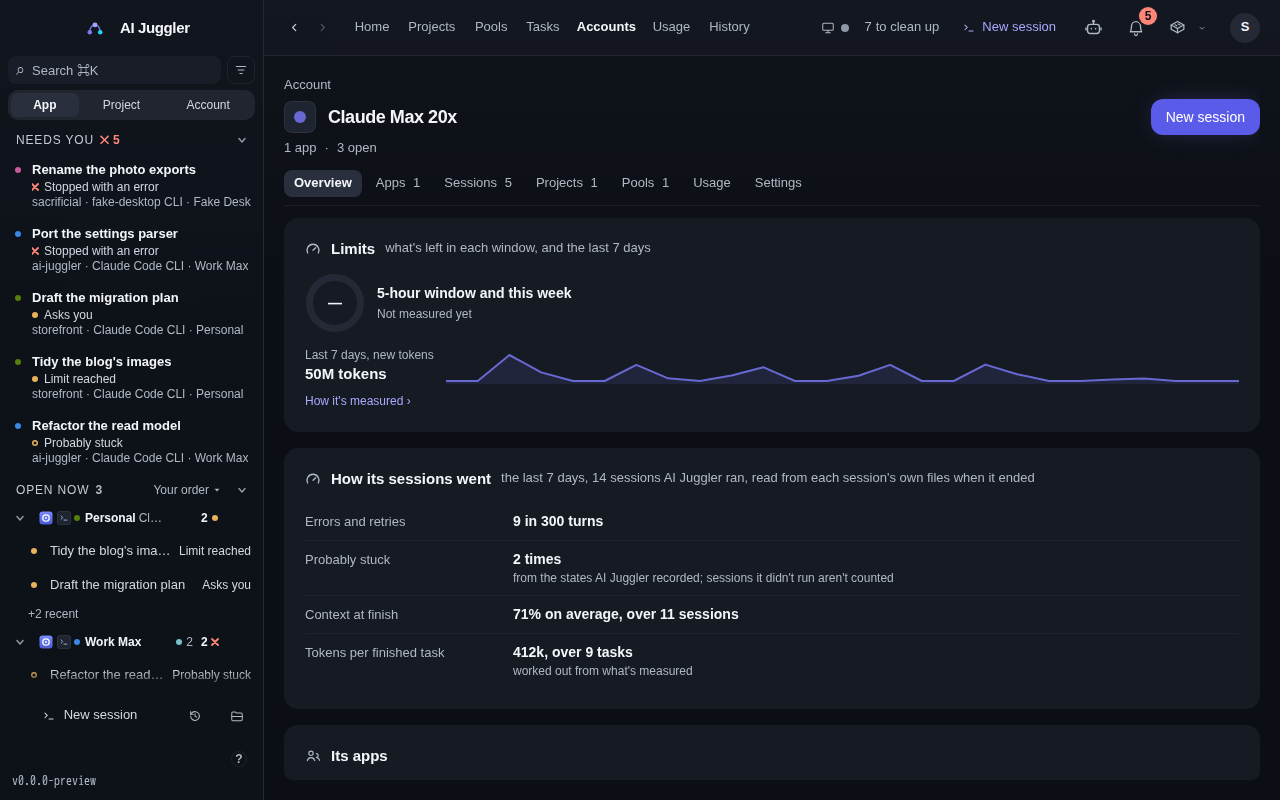 AI Juggler
Search ⌘K
App Project Account
NEEDS YOU 5
Rename the photo exports
Stopped with an error
sacrificial · fake-desktop CLI · Fake Desk
Port the settings parser
Stopped with an error
ai-juggler · Claude Code CLI · Work Max
Draft the migration plan
Asks you
storefront · Claude Code CLI · Personal
Tidy the blog's images
Limit reached
storefront · Claude Code CLI · Personal
Refactor the read model
Probably stuck
ai-juggler · Claude Code CLI · Work Max
OPEN NOW 3 Your order
Personal Cl… 2
Tidy the blog's ima… Limit reached
Draft the migration plan Asks you
+2 recent
Work Max 2 2
Refactor the read… Probably stuck
New session
?
v0.0.0-preview
Home Projects Pools Tasks Accounts Usage History 7 to clean up New session 5 S
Account
Claude Max 20x
1 app · 3 open
New session
Overview Apps 1 Sessions 5 Projects 1 Pools 1 Usage Settings
Limits what's left in each window, and the last 7 days
— 5-hour window and this week
Not measured yet
Last 7 days, new tokens
50M tokens
How it's measured ›
How its sessions went the last 7 days, 14 sessions AI Juggler ran, read from each session's own files when it ended
Errors and retries 9 in 300 turns
Probably stuck 2 times
from the states AI Juggler recorded; sessions it didn't run aren't counted
Context at finish 71% on average, over 11 sessions
Tokens per finished task 412k, over 9 tasks
worked out from what's measured
Its apps